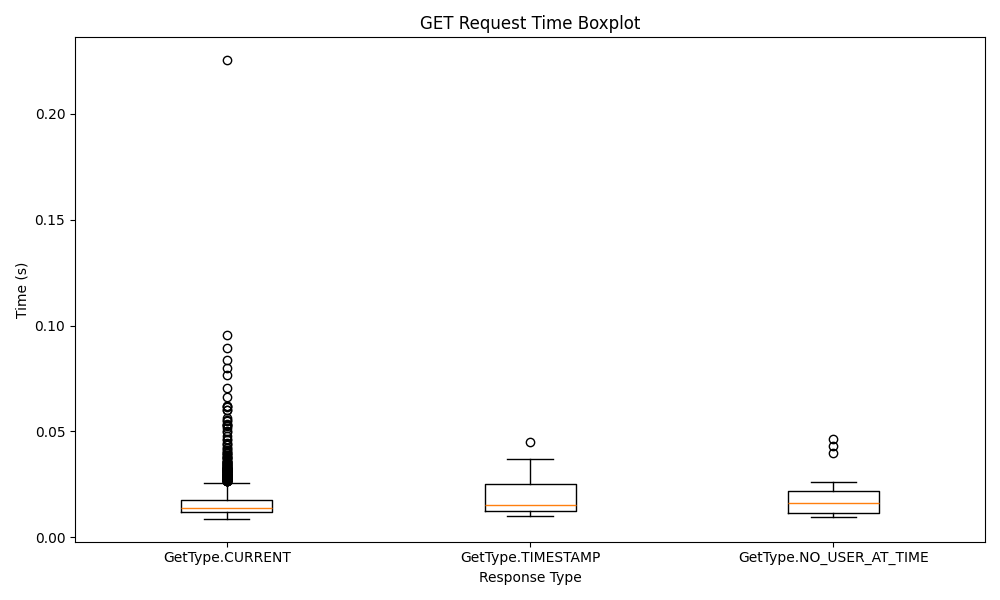 GET Request Time Boxplot
Time (s)
0.20
0.15
0.10
0.05
0.00
GetType.CURRENT
GetType.TIMESTAMP
GetType.NO_USER_AT_TIME
Response Type